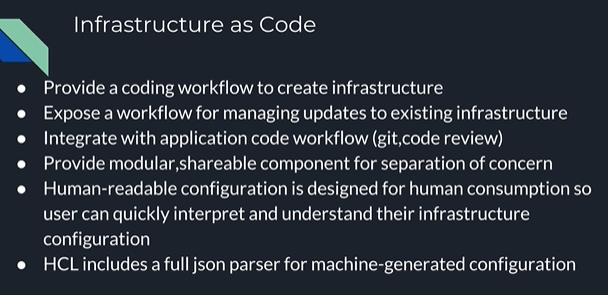 Infrastructure as Code
● Provide a coding workflow to create infrastructure
● Expose a workflow for managing updates to existing infrastructure
● Integrate with application code workflow (git,code review)
● Provide modular,shareable component for separation of concern
● Human-readable configuration is designed for human consumption so
user can quickly interpret and understand their infrastructure
configuration
● HCL includes a full json parser for machine-generated configuration